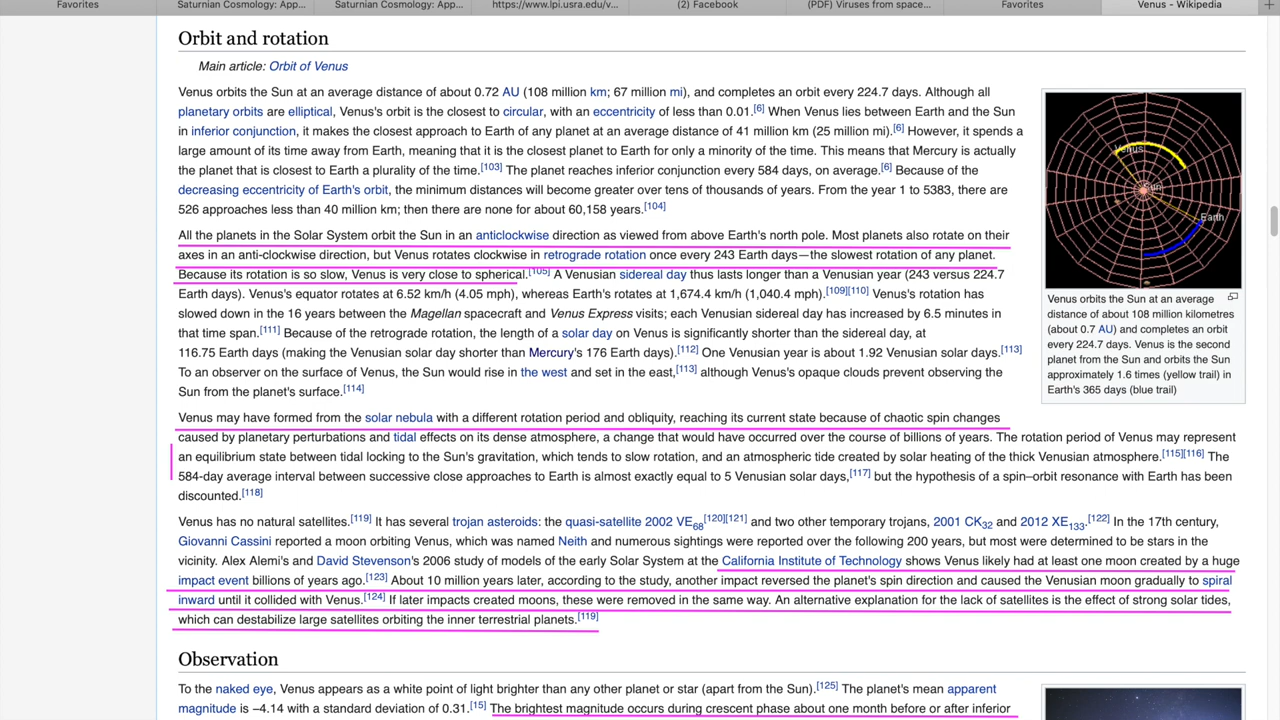 Favorites
Saturnian Cosmology: App...
Saturnian Cosmology: App...
https://www.lpi.usra.edu/v...
(2) Facebook
(PDF) Viruses from space...
Favorites
Venus - Wikipedia
Orbit and rotation
Main article: Orbit of Venus
Venus orbits the Sun at an average distance of about 0.72 AU (108 million km; 67 million mi), and completes an orbit every 224.7 days. Although all
planetary orbits are elliptical, Venus's orbit is the closest to circular, with an eccentricity of less than 0.01.[6] When Venus lies between Earth and the Sun
in inferior conjunction, it makes the closest approach to Earth of any planet at an average distance of 41 million km (25 million mi).[6] However, it spends a
large amount of its time away from Earth, meaning that it is the closest planet to Earth for only a minority of the time. This means that Mercury is actually
the planet that is closest to Earth a plurality of the time.[103] The planet reaches inferior conjunction every 584 days, on average.[6] Because of the
decreasing eccentricity of Earth's orbit, the minimum distances will become greater over tens of thousands of years. From the year 1 to 5383, there are
526 approaches less than 40 million km; then there are none for about 60,158 years.[104]
All the planets in the Solar System orbit the Sun in an anticlockwise direction as viewed from above Earth's north pole. Most planets also rotate on their
axes in an anti-clockwise direction, but Venus rotates clockwise in retrograde rotation once every 243 Earth days—the slowest rotation of any planet.
Because its rotation is so slow, Venus is very close to spherical.[105] A Venusian sidereal day thus lasts longer than a Venusian year (243 versus 224.7
Earth days). Venus's equator rotates at 6.52 km/h (4.05 mph), whereas Earth's rotates at 1,674.4 km/h (1,040.4 mph).[109][110] Venus's rotation has
slowed down in the 16 years between the Magellan spacecraft and Venus Express visits; each Venusian sidereal day has increased by 6.5 minutes in
that time span.[111] Because of the retrograde rotation, the length of a solar day on Venus is significantly shorter than the sidereal day, at
116.75 Earth days (making the Venusian solar day shorter than Mercury's 176 Earth days).[112] One Venusian year is about 1.92 Venusian solar days.[113]
To an observer on the surface of Venus, the Sun would rise in the west and set in the east,[113] although Venus's opaque clouds prevent observing the
Sun from the planet's surface.[114]
Venus
Sun
Earth
Venus orbits the Sun at an average
distance of about 108 million kilometres
(about 0.7 AU) and completes an orbit
every 224.7 days. Venus is the second
planet from the Sun and orbits the Sun
approximately 1.6 times (yellow trail) in
Earth's 365 days (blue trail)
Venus may have formed from the solar nebula with a different rotation period and obliquity, reaching its current state because of chaotic spin changes
caused by planetary perturbations and tidal effects on its dense atmosphere, a change that would have occurred over the course of billions of years. The rotation period of Venus may represent
an equilibrium state between tidal locking to the Sun's gravitation, which tends to slow rotation, and an atmospheric tide created by solar heating of the thick Venusian atmosphere.[115][116] The
584-day average interval between successive close approaches to Earth is almost exactly equal to 5 Venusian solar days,[117] but the hypothesis of a spin–orbit resonance with Earth has been
discounted.[118]
Venus has no natural satellites.[119] It has several trojan asteroids: the quasi-satellite 2002 VE68[120][121] and two other temporary trojans, 2001 CK32 and 2012 XE133.[122] In the 17th century,
Giovanni Cassini reported a moon orbiting Venus, which was named Neith and numerous sightings were reported over the following 200 years, but most were determined to be stars in the
vicinity. Alex Alemi's and David Stevenson's 2006 study of models of the early Solar System at the California Institute of Technology shows Venus likely had at least one moon created by a huge
impact event billions of years ago.[123] About 10 million years later, according to the study, another impact reversed the planet's spin direction and caused the Venusian moon gradually to spiral
inward until it collided with Venus.[124] If later impacts created moons, these were removed in the same way. An alternative explanation for the lack of satellites is the effect of strong solar tides,
which can destabilize large satellites orbiting the inner terrestrial planets.[119]
Observation
To the naked eye, Venus appears as a white point of light brighter than any other planet or star (apart from the Sun).[125] The planet's mean apparent
magnitude is −4.14 with a standard deviation of 0.31.[15] The brightest magnitude occurs during crescent phase about one month before or after inferior